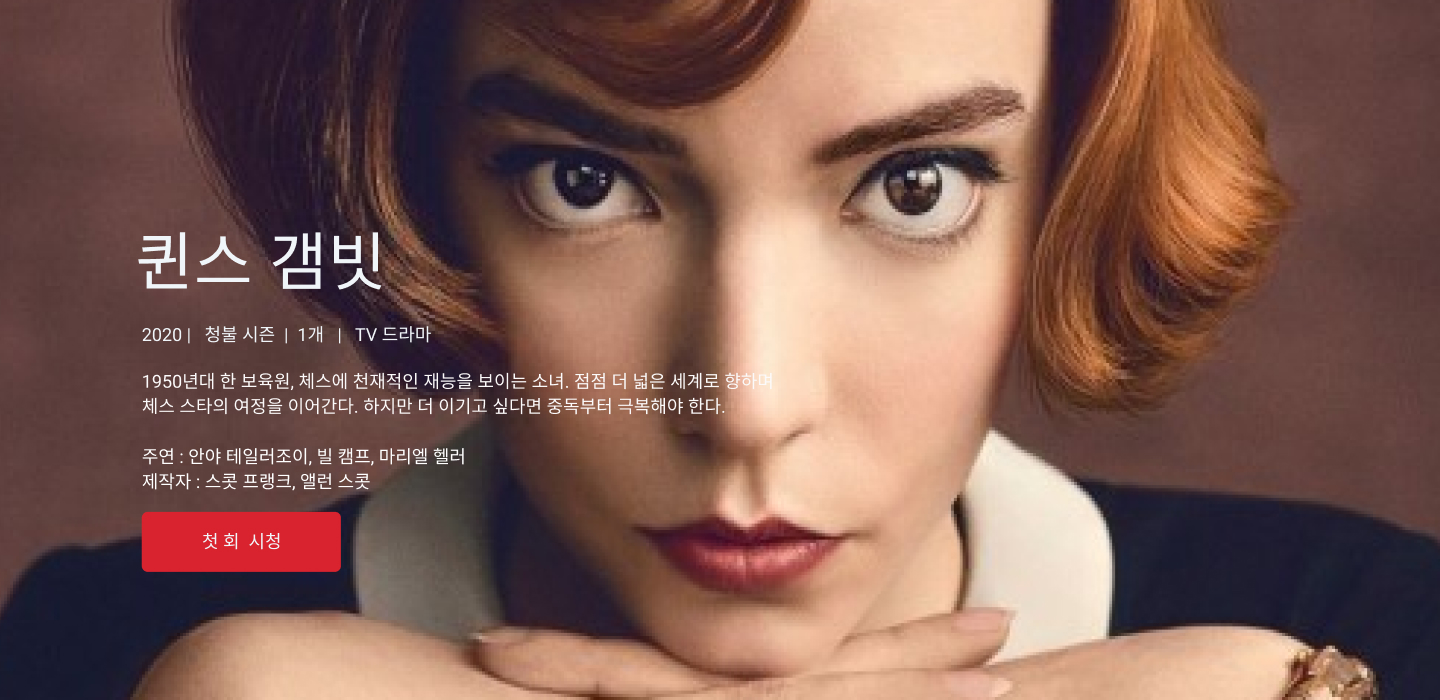 퀸스 갬빗
2020 | 청불 시즌 | 1개 | TV 드라마
1950년대 한 보육원, 체스에 천재적인 재능을 보이는 소녀. 점점 더 넓은 세계로 향하며
체스 스타의 여정을 이어간다. 하지만 더 이기고 싶다면 중독부터 극복해야 한다.
주연 : 안야 테일러조이, 빌 캠프, 마리엘 헬러
제작자 : 스콧 프랭크, 앨런 스콧
첫 회 시청